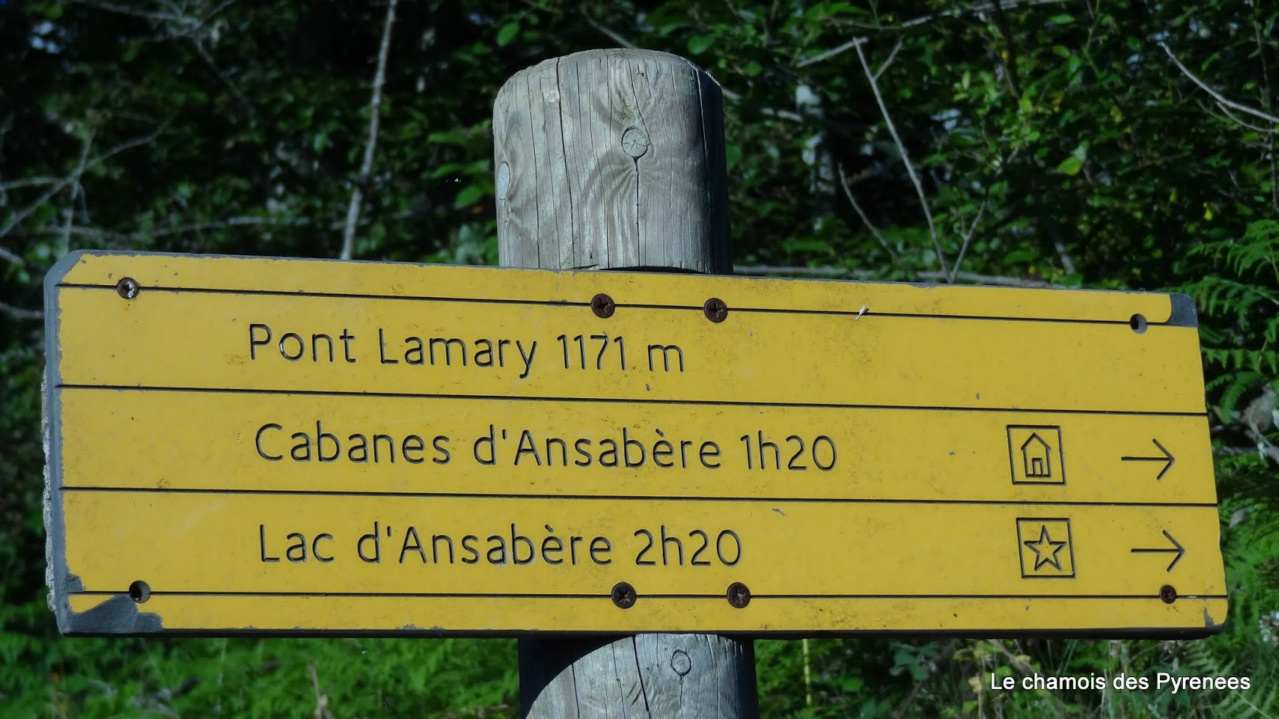 Pont Lamary 1171 m
Cabanes d'Ansabère 1h20
Lac d'Ansabère 2h20
Le chamois des Pyrenees